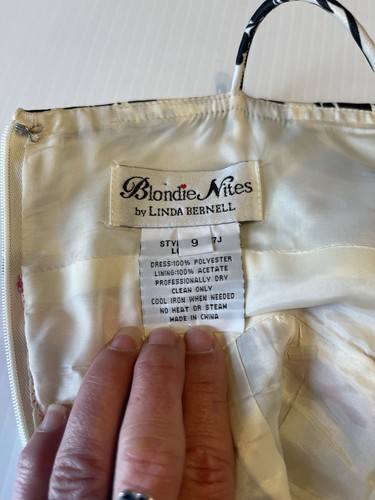 Blondie Nites
by LINDA BERNELL
9 7J
DRESS:100% POLYESTER
LINING:100% ACETATE
PROFESSIONALLY DRY
CLEAN ONLY
COOL IRON WHEN NEEDED
NO HEAT OR STEAM
MADE IN CHINA